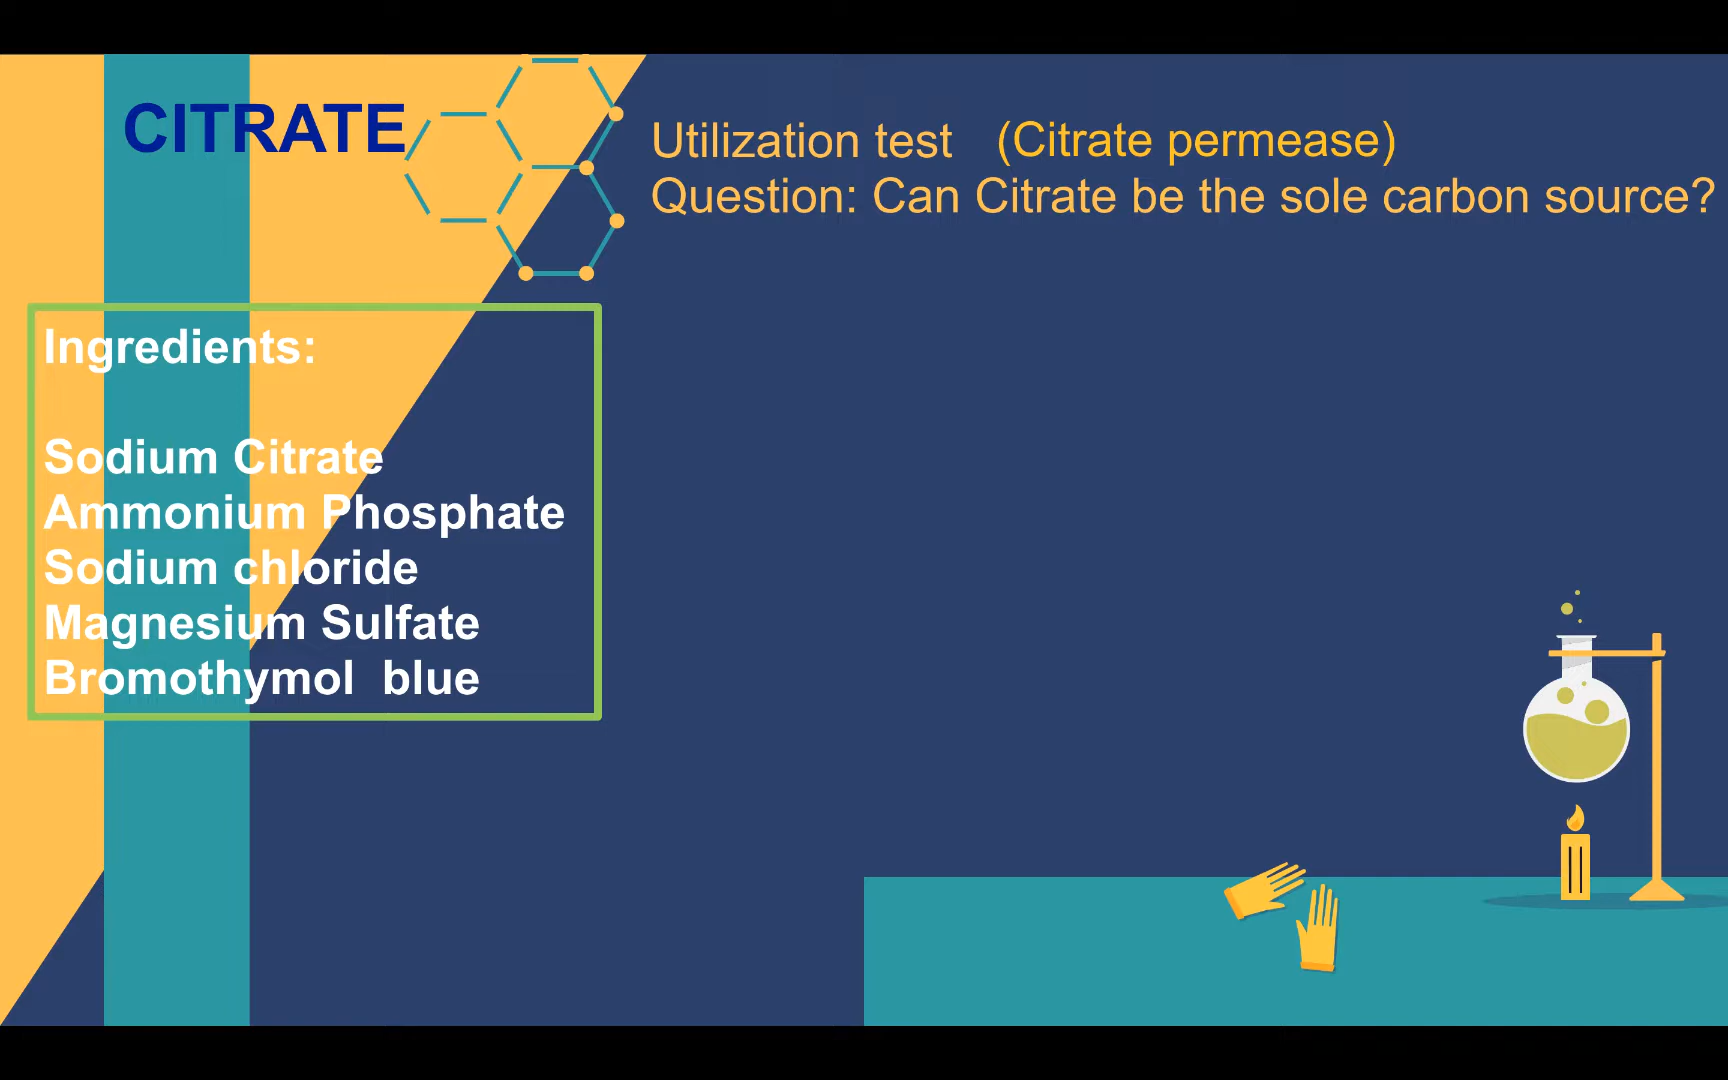 CITRATE
Utilization test (Citrate permease)
Question: Can Citrate be the sole carbon source?
Ingredients:
Sodium Citrate
Ammonium Phosphate
Sodium chloride
Magnesium Sulfate
Bromothymol blue